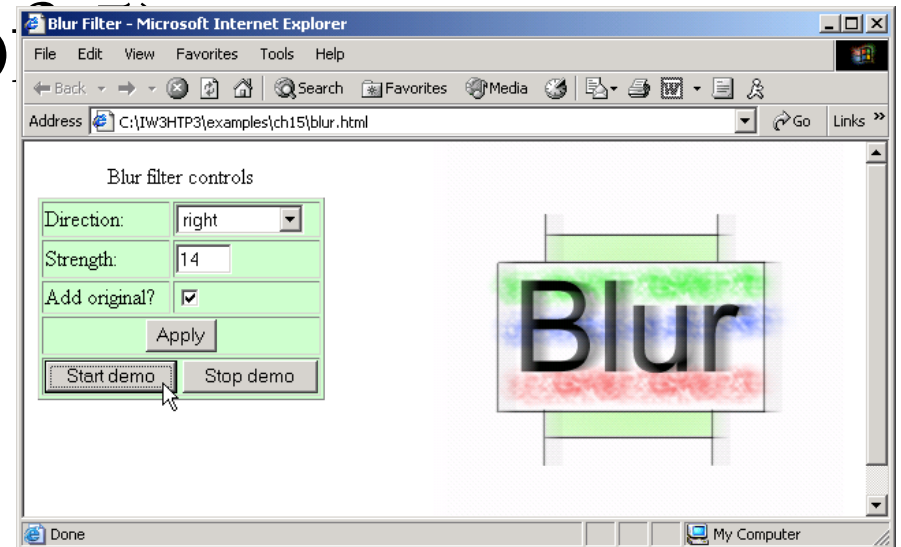 Blur Filter - Microsoft Internet Explorer
File Edit View Favorites Tools Help
Back Search Favorites Media
Address C:\IW3HTP3\examples\ch15\blur.html Go Links »
Blur filter controls
Direction: right
Strength: 14
Add original?
Apply
Start demo Stop demo
Blur
Done My Computer